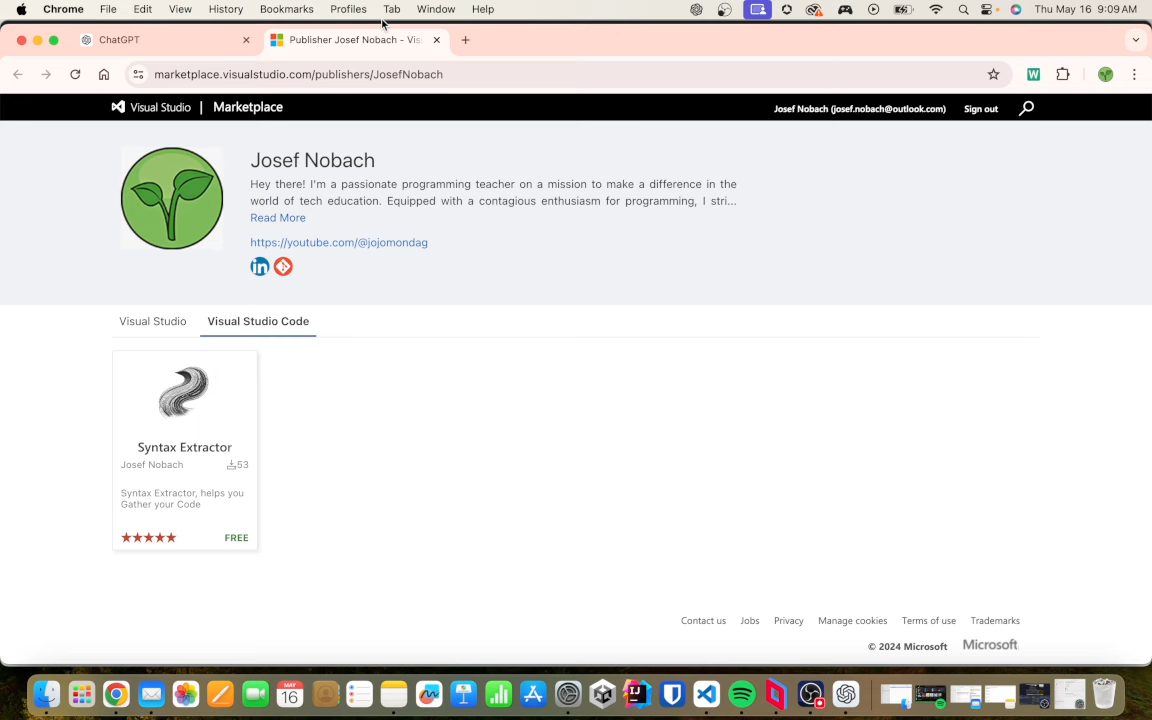 Chrome File Edit View History Bookmarks Profiles Tab Window Help Thu May 16 9:09 AM
ChatGPT Publisher Josef Nobach - Vis
marketplace.visualstudio.com/publishers/JosefNobach W
Visual Studio | Marketplace Josef Nobach (josef.nobach@outlook.com) Sign out
Josef Nobach
Hey there! I'm a passionate programming teacher on a mission to make a difference in the
world of tech education. Equipped with a contagious enthusiasm for programming, I stri...
Read More
https://youtube.com/@jojomondag
in
Visual Studio Visual Studio Code
Syntax Extractor
Josef Nobach 53
Syntax Extractor, helps you
Gather your Code
FREE
Contact us Jobs Privacy Manage cookies Terms of use Trademarks
© 2024 Microsoft Microsoft
MAY
16
IJ